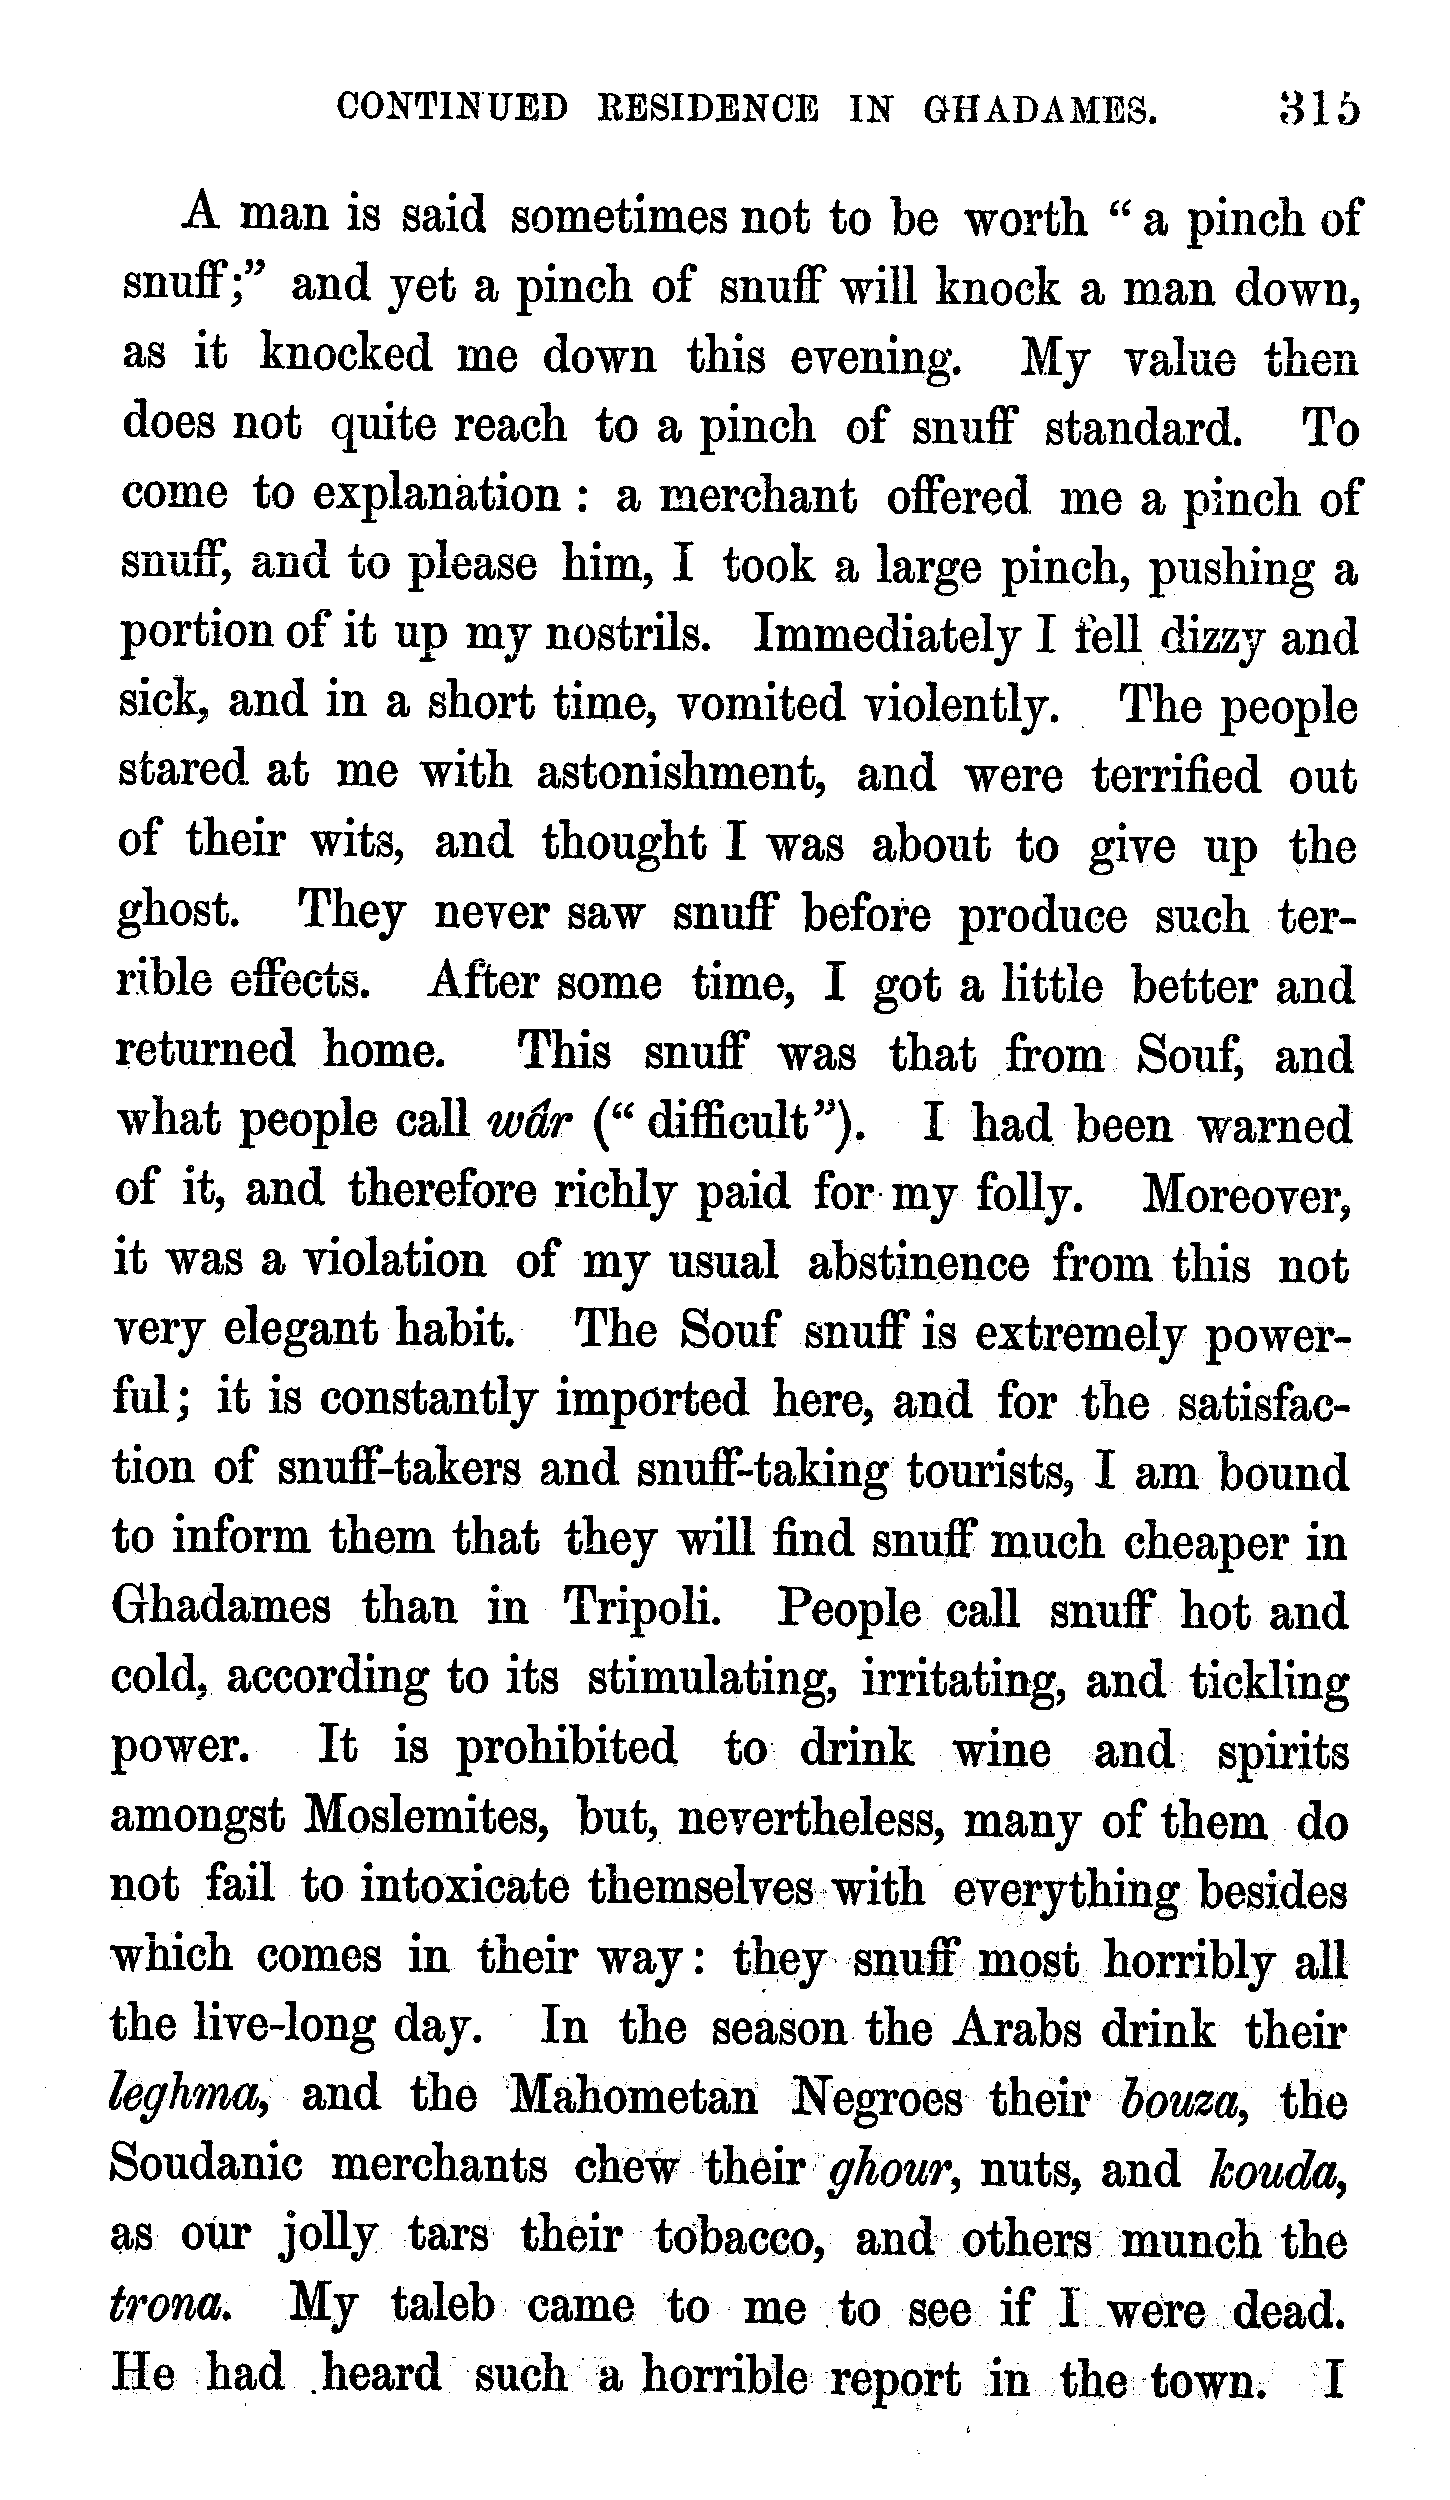 CONTINUED RESIDENCE IN GHADAMES. 315
A man is said sometimes not to be worth “a pinch of
snuff;” and yet a pinch of snuff will knock a man down,
as it knocked me down this evening. My value then
does not quite reach to a pinch of snuff standard. To
come to explanation : a merchant offered me a pinch of
snuff, and to please him, I took a large pinch, pushing a
portion of it up my nostrils. Immediately I fell dizzy and
sick, and in a short time, vomited violently. The people
stared at me with astonishment, and were terrified out
of their wits, and thought I was about to give up the
ghost. They never saw snuff before produce such ter-
rible effects. After some time, I got a little better and
returned home. This snuff was that from Souf, and
what people call wâr (“difficult”). I had been warned
of it, and therefore richly paid for my folly. Moreover,
it was a violation of my usual abstinence from this not
very elegant habit. The Souf snuff is extremely power-
ful; it is constantly imported here, and for the satisfac-
tion of snuff-takers and snuff-taking tourists, I am bound
to inform them that they will find snuff much cheaper in
Ghadames than in Tripoli. People call snuff hot and
cold, according to its stimulating, irritating, and tickling
power. It is prohibited to drink wine and spirits
amongst Moslemites, but, nevertheless, many of them do
not fail to intoxicate themselves with everything besides
which comes in their way: they snuff most horribly all
the live-long day. In the season the Arabs drink their
leghma, and the Mahometan Negroes their bouza, the
Soudanic merchants chew their ghour, nuts, and kouda,
as our jolly tars their tobacco, and others munch the
trona. My taleb came to me to see if I were dead.
He had heard such a horrible report in the town. I